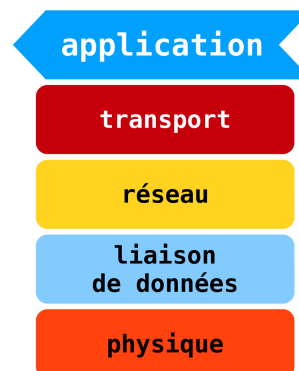 application
transport
réseau
liaison
de données
physique